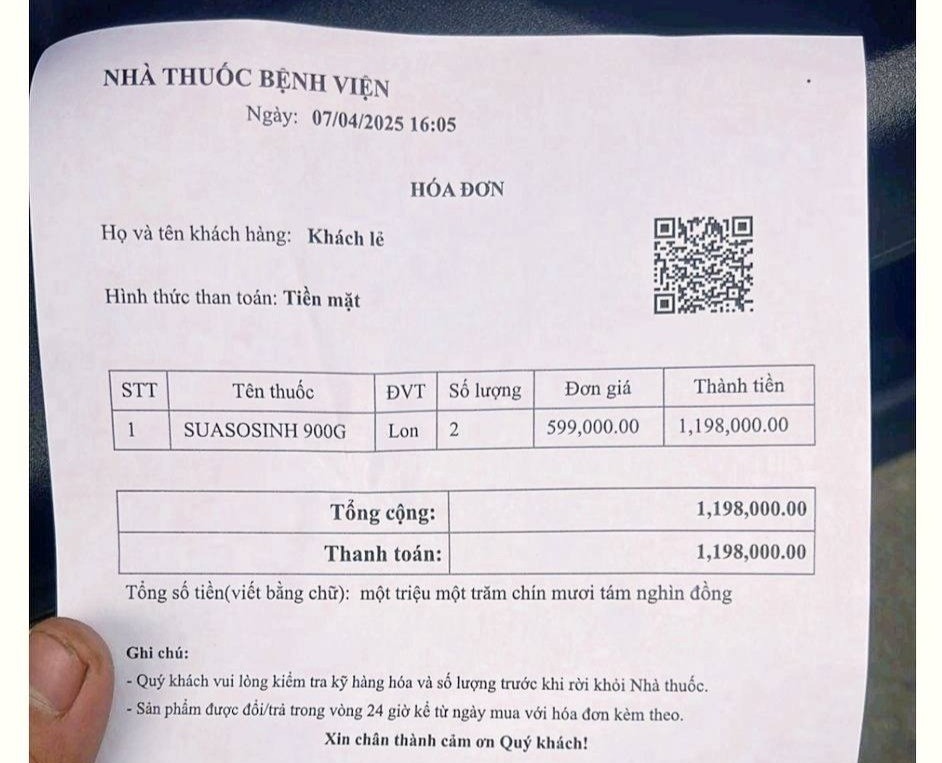 NHÀ THUỐC BỆNH VIỆN
Ngày: 07/04/2025 16:05
HÓA ĐƠN
Họ và tên khách hàng: Khách lẻ
Hình thức than toán: Tiền mặt
STT Tên thuốc ĐVT Số lượng Đơn giá Thành tiền
1 SUASOSINH 900G Lon 2 599,000.00 1,198,000.00
Tổng cộng: 1,198,000.00
Thanh toán: 1,198,000.00
Tổng số tiền(viết bằng chữ): một triệu một trăm chín mươi tám nghìn đồng
Ghi chú:
- Quý khách vui lòng kiểm tra kỹ hàng hóa và số lượng trước khi rời khỏi Nhà thuốc.
- Sản phẩm được đổi/trả trong vòng 24 giờ kể từ ngày mua với hóa đơn kèm theo.
Xin chân thành cảm ơn Quý khách!